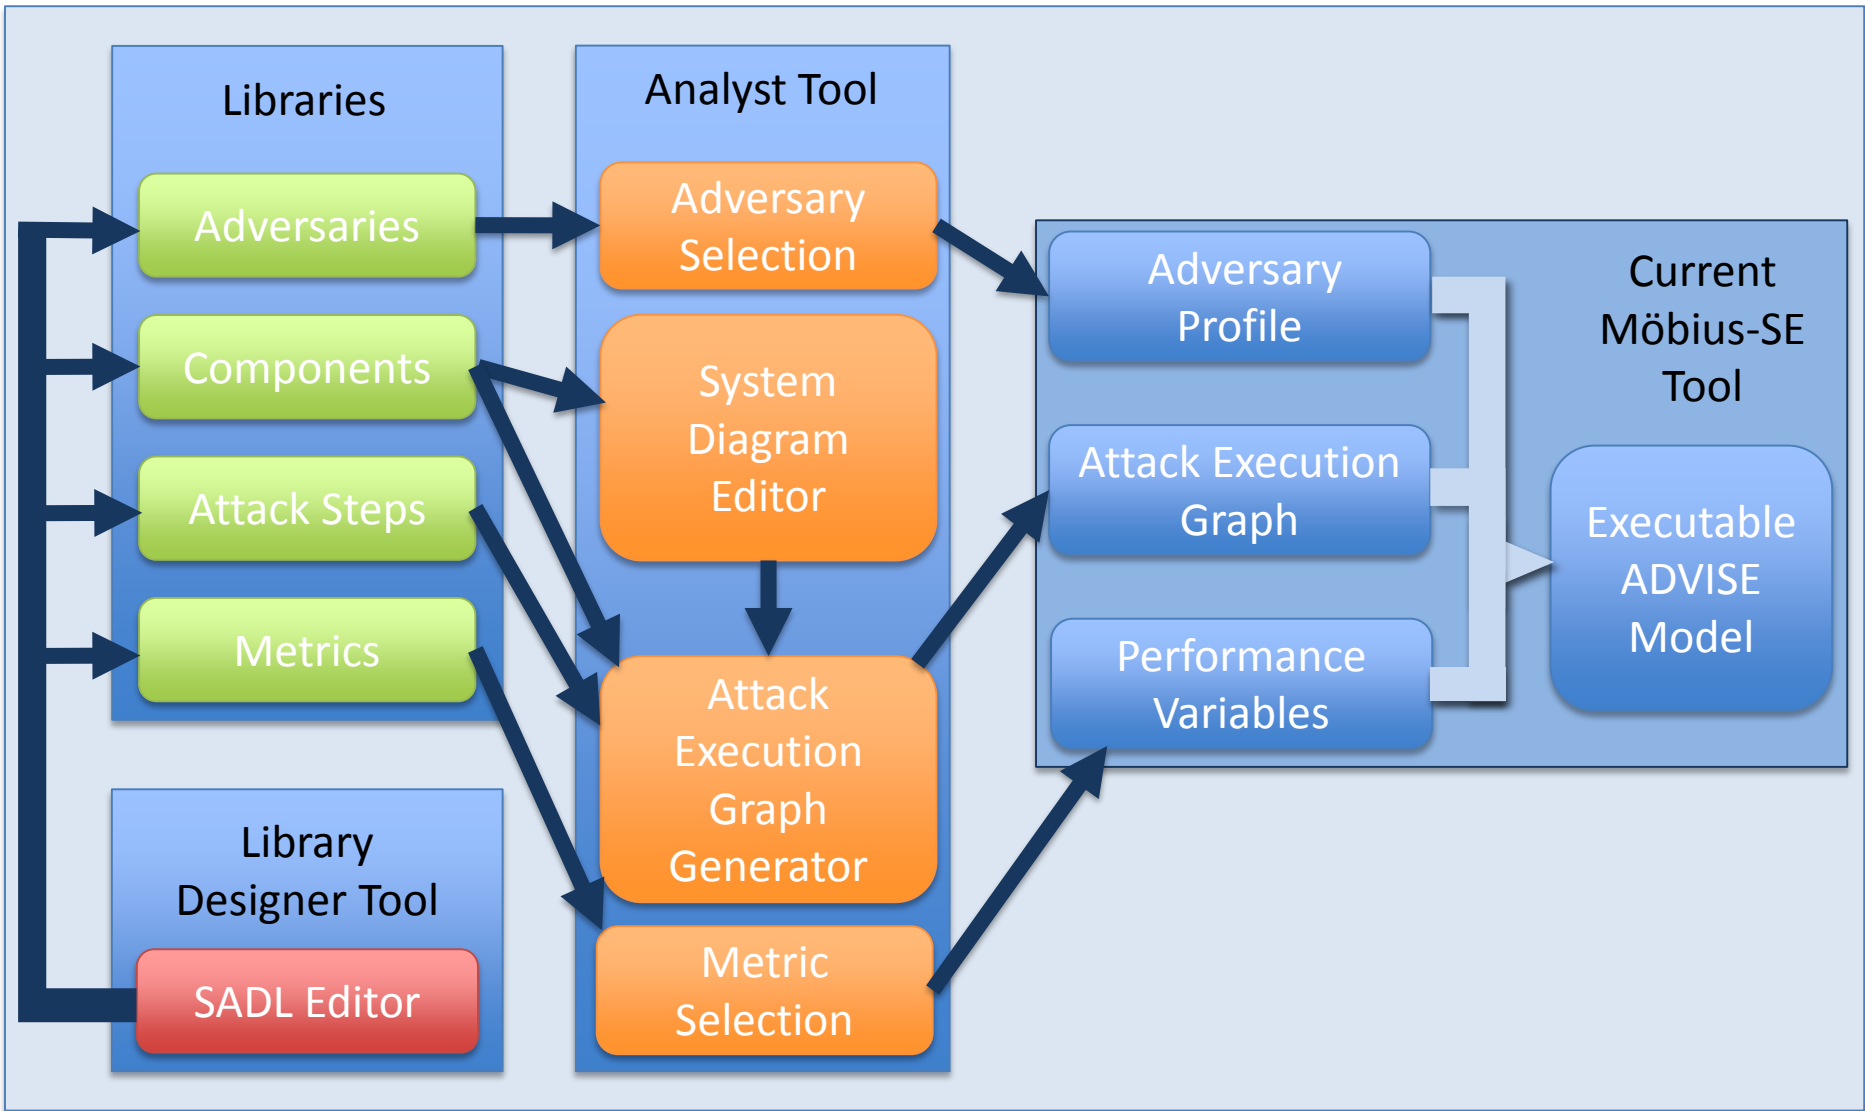 Libraries
Adversaries
Components
Attack Steps
Metrics
Library
Designer Tool
SADL Editor
Analyst Tool
Adversary
Selection
System
Diagram
Editor
Attack
Execution
Graph
Generator
Metric
Selection
Adversary
Profile
Attack Execution
Graph
Performance
Variables
Current
Möbius-SE
Tool
Executable
ADVISE
Model